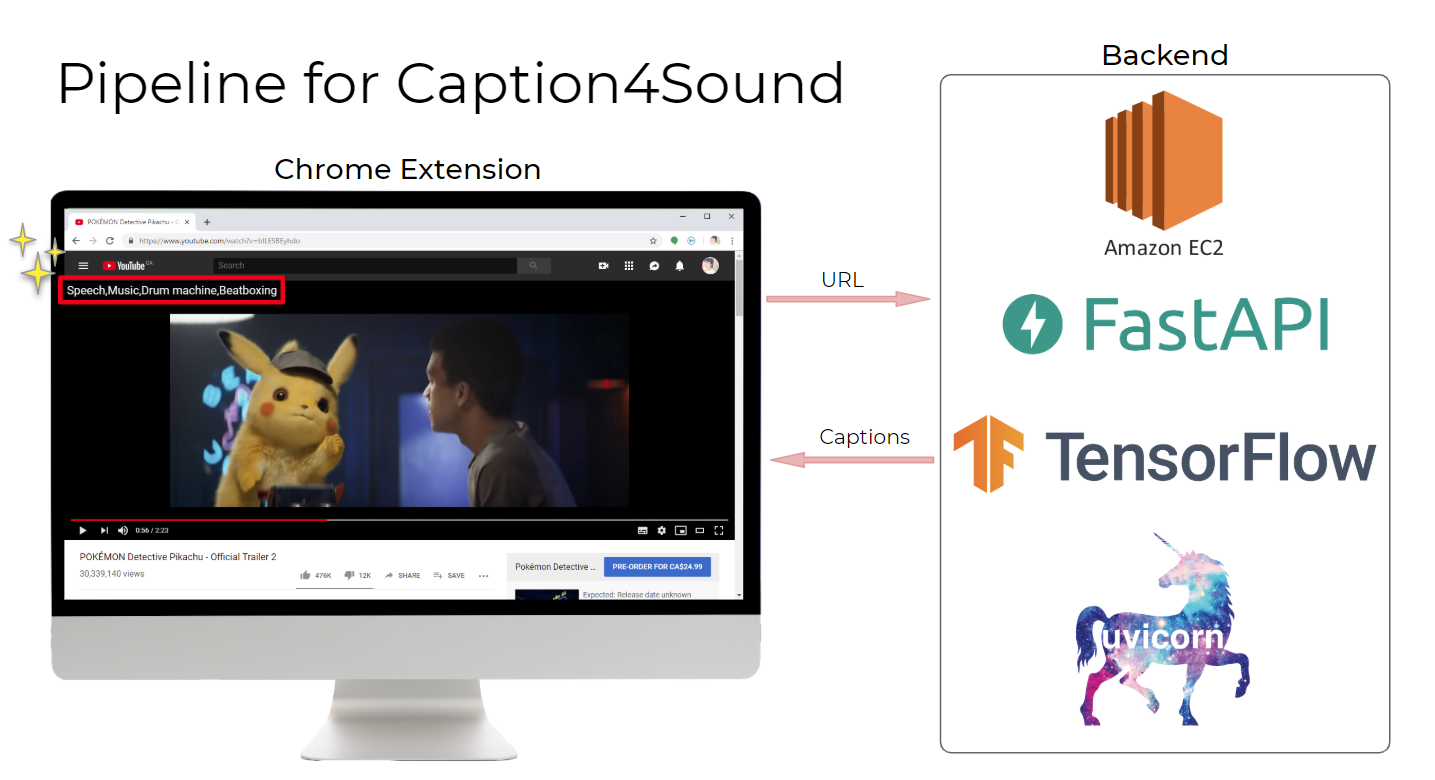 Pipeline for Caption4Sound
Chrome Extension
POKÉMON Detective Pikachu - O
https://www.youtube.com/watch?v=bILE5BEyhdo
YouTube CA
Search
Speech,Music,Drum machine,Beatboxing
0:56 / 2:23
POKÉMON Detective Pikachu - Official Trailer 2
30,339,140 views
476K
12K
SHARE
SAVE
Pokémon Detective ...
PRE-ORDER FOR CA$24.99
Expected: Release date unknown
URL
Captions
Backend
Amazon EC2
FastAPI
TensorFlow
uvicorn